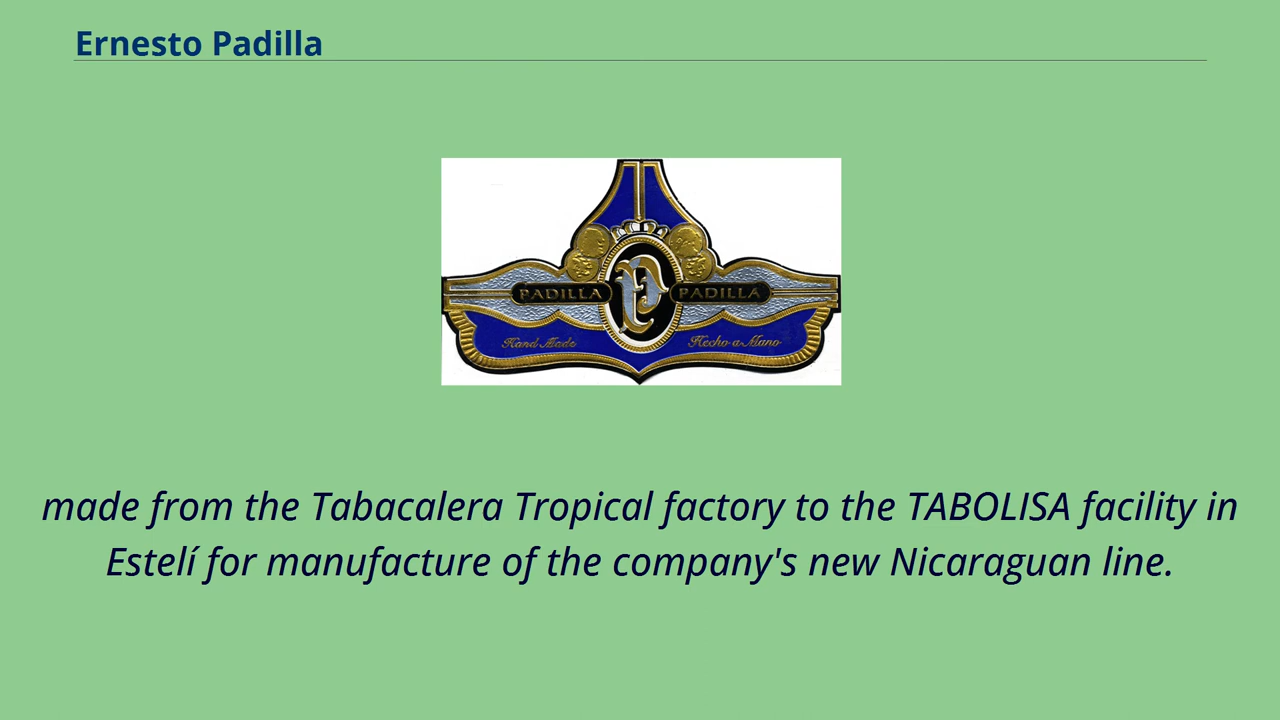 Ernesto Padilla
PADILLA PADILLA
Hand Made Hecho a Mano
made from the Tabacalera Tropical factory to the TABOLISA facility in
Estelí for manufacture of the company's new Nicaraguan line.